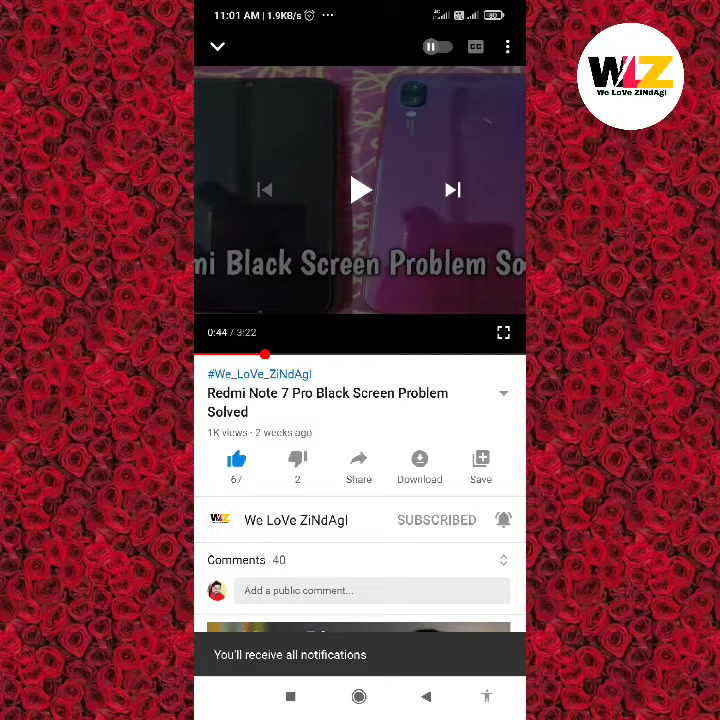 11:01 AM | 1.9KB/s
CC
WLZ
We LoVe ZiNdAgI
mi Black Screen Problem So
0:44 / 3:22
#We_LoVe_ZiNdAgI
Redmi Note 7 Pro Black Screen Problem
Solved
1K views · 2 weeks ago
67
2
Share
Download
Save
WLZ
We LoVe ZiNdAgI
SUBSCRIBED
Comments 40
Add a public comment...
You'll receive all notifications